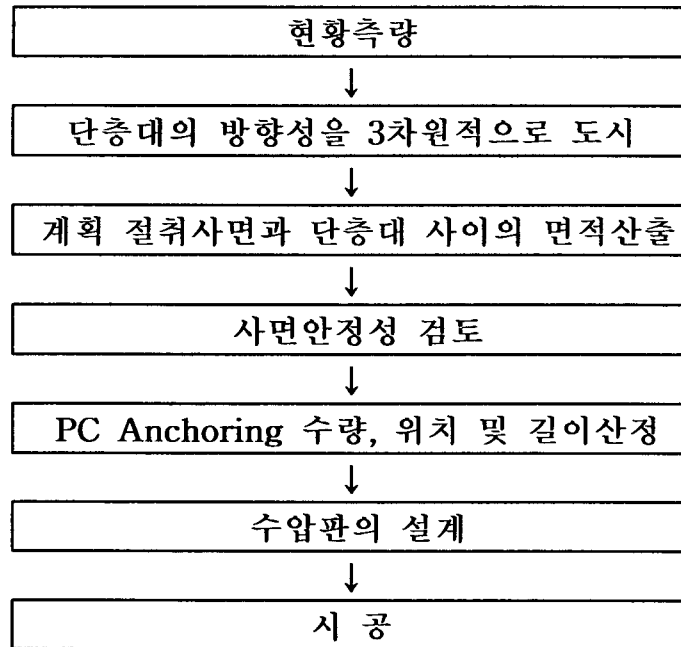 현황측량
↓
단층대의 방향성을 3차원적으로 도시
↓
계획 절취사면과 단층대 사이의 면적산출
↓
사면안정성 검토
↓
PC Anchoring 수량, 위치 및 길이산정
↓
수압판의 설계
↓
시 공